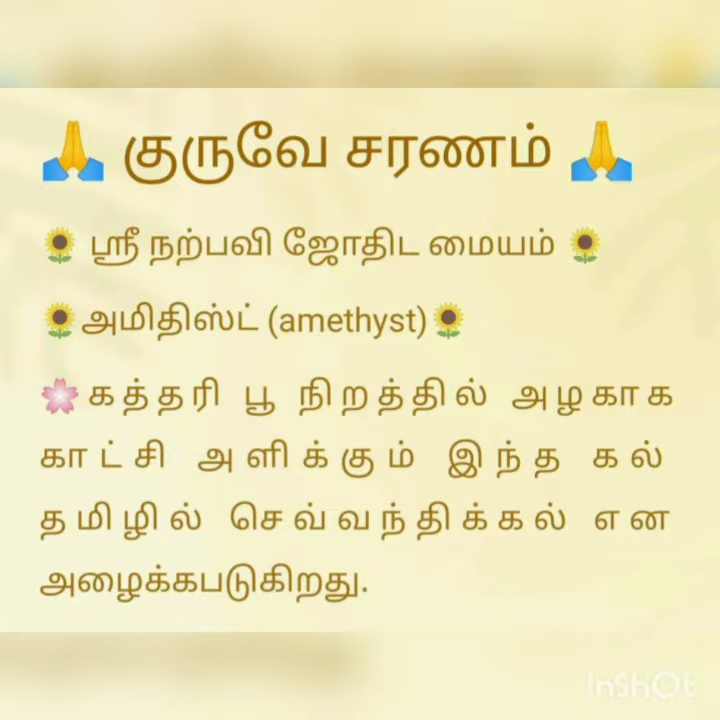 🙏 குருவே சரணம் 🙏
🌻 ஸ்ரீ நற்பவி ஜோதிட மையம் 🌻
🌻அமிதிஸ்ட் (amethyst)🌻
🌸கத்தரி பூ நிறத்தில் அழகாக
காட்சி அளிக்கும் இந்த கல்
தமிழில் செவ்வந்திக்கல் என
அழைக்கபடுகிறது.
InShOt